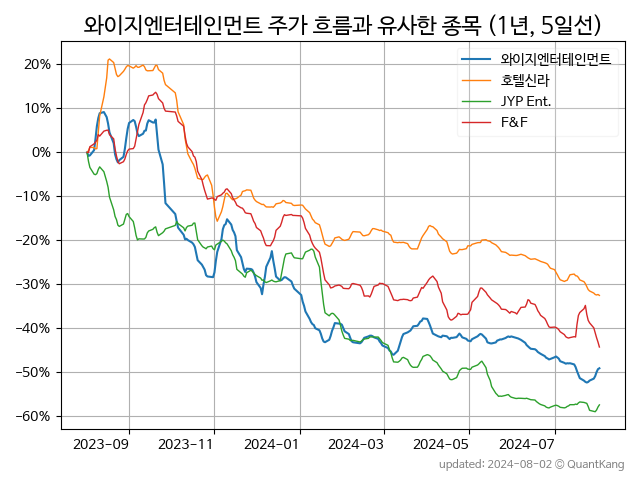 와이지엔터테인먼트 주가 흐름과 유사한 종목 (1년, 5일선)
와이지엔터테인먼트
호텔신라
JYP Ent.
F&F
20%
10%
0%
−10%
−20%
−30%
−40%
−50%
−60%
2023-09
2023-11
2024-01
2024-03
2024-05
2024-07
updated: 2024-08-02 © QuantKang